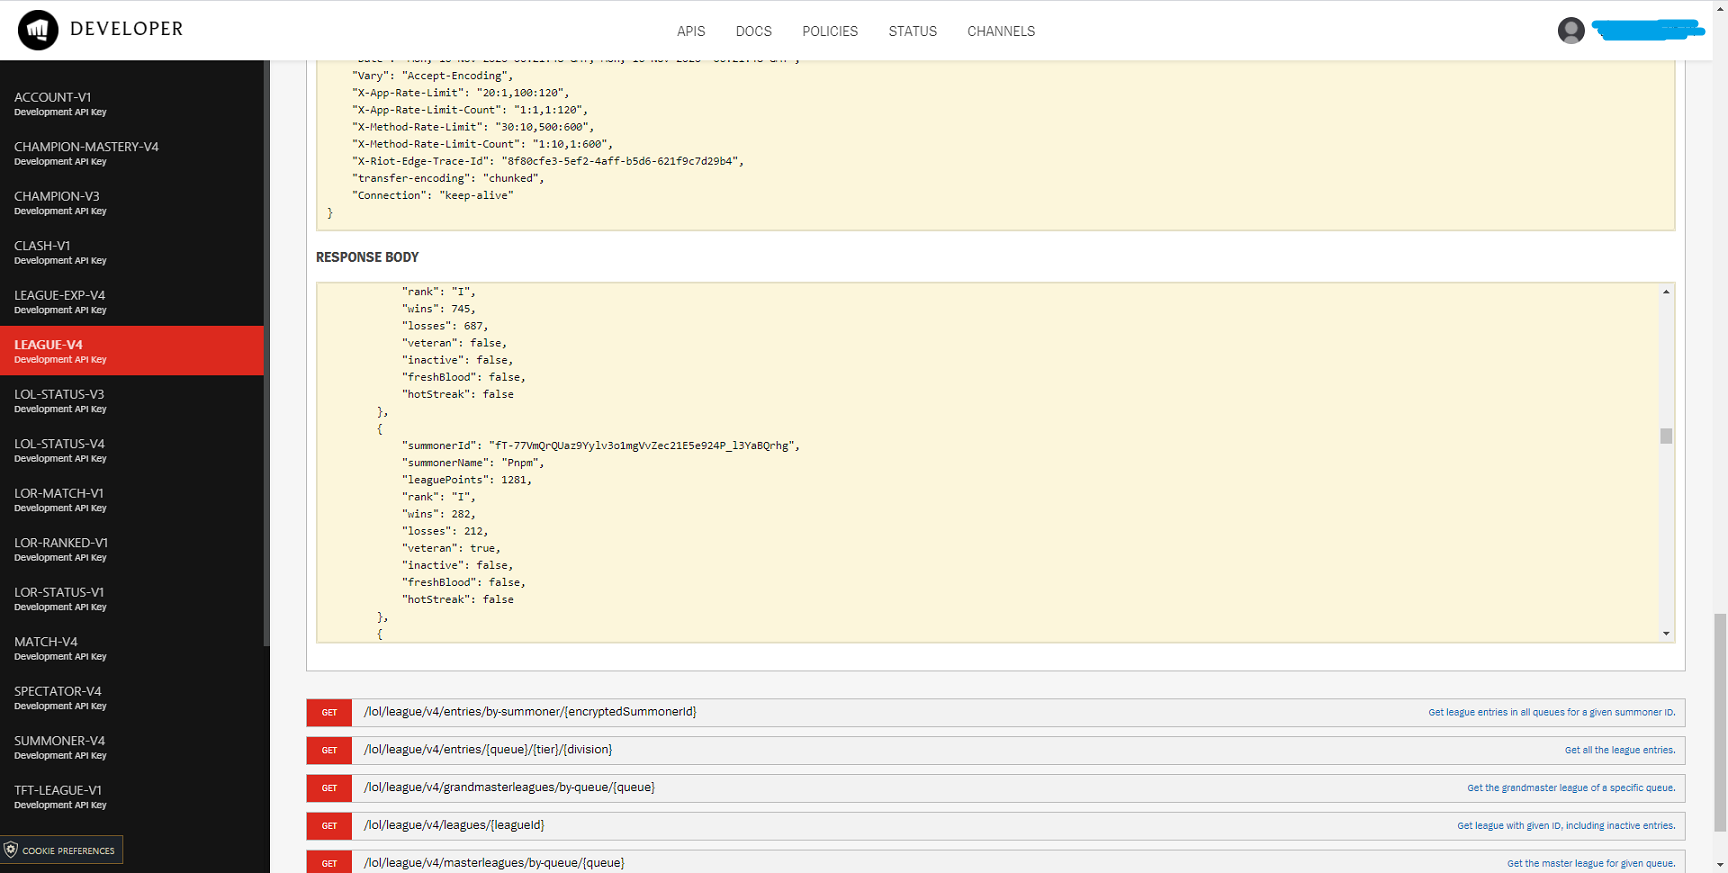 DEVELOPER
APIS
DOCS
POLICIES
STATUS
CHANNELS
ACCOUNT-V1
Development API Key
CHAMPION-MASTERY-V4
Development API Key
CHAMPION-V3
Development API Key
CLASH-V1
Development API Key
LEAGUE-EXP-V4
Development API Key
LEAGUE-V4
Development API Key
LOL-STATUS-V3
Development API Key
LOL-STATUS-V4
Development API Key
LOR-MATCH-V1
Development API Key
LOR-RANKED-V1
Development API Key
LOR-STATUS-V1
Development API Key
MATCH-V4
Development API Key
SPECTATOR-V4
Development API Key
SUMMONER-V4
Development API Key
TFT-LEAGUE-V1
Development API Key
COOKIE PREFERENCES
"Vary": "Accept-Encoding",
"X-App-Rate-Limit": "20:1,100:120",
"X-App-Rate-Limit-Count": "1:1,1:120",
"X-Method-Rate-Limit": "30:10,500:600",
"X-Method-Rate-Limit-Count": "1:10,1:600",
"X-Riot-Edge-Trace-Id": "8f80cfe3-5ef2-4aff-b5d6-621f9c7d29b4",
"transfer-encoding": "chunked",
"Connection": "keep-alive"
}
RESPONSE BODY
"rank": "I",
"wins": 745,
"losses": 687,
"veteran": false,
"inactive": false,
"freshBlood": false,
"hotStreak": false
},
{
"summonerId": "fT-77VmQrQUaz9Yylv3o1mgVvZec21E5e924P_l3YaBQrhg",
"summonerName": "Pnpm",
"leaguePoints": 1281,
"rank": "I",
"wins": 282,
"losses": 212,
"veteran": true,
"inactive": false,
"freshBlood": false,
"hotStreak": false
},
{
GET /lol/league/v4/entries/by-summoner/{encryptedSummonerId} Get league entries in all queues for a given summoner ID.
GET /lol/league/v4/entries/{queue}/{tier}/{division} Get all the league entries.
GET /lol/league/v4/grandmasterleagues/by-queue/{queue} Get the grandmaster league of a specific queue.
GET /lol/league/v4/leagues/{leagueId} Get league with given ID, including inactive entries.
GET /lol/league/v4/masterleagues/by-queue/{queue} Get the master league for given queue.